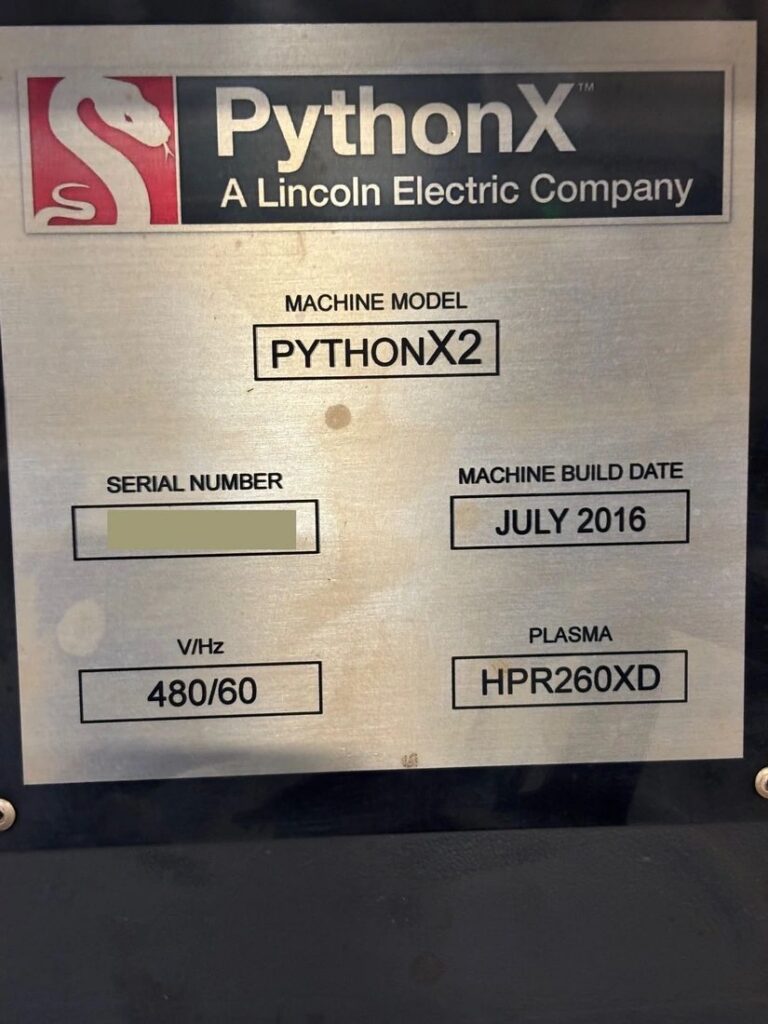 PythonX™
A Lincoln Electric Company
MACHINE MODEL
PYTHONX2
SERIAL NUMBER
MACHINE BUILD DATE
JULY 2016
V/Hz
480/60
PLASMA
HPR260XD